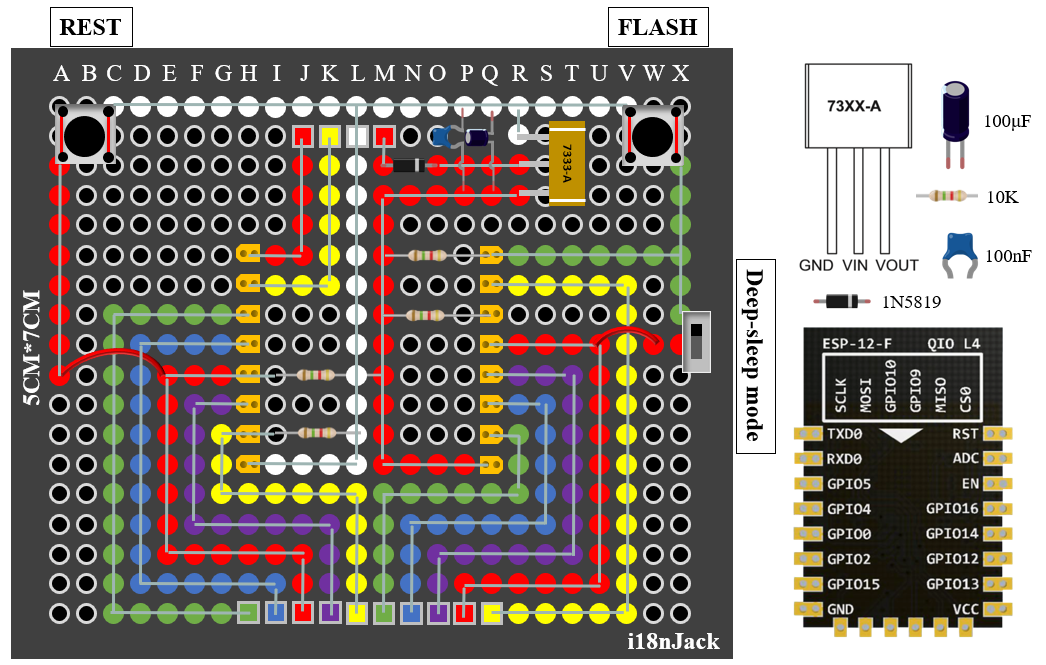 REST
FLASH
A B C D E F G H I J K L M N O P Q R S T U V W X
7333-A
5CM*7CM
Deep-sleep mode
i18nJack
73XX-A
100μF
10K
GND VIN VOUT
100nF
1N5819
ESP-12-F QIO L4
SCLK
MOSI
GPIO10
GPIO9
MISO
CS0
TXD0 RST
RXD0 ADC
GPIO5 EN
GPIO4 GPIO16
GPIO0 GPIO14
GPIO2 GPIO12
GPIO15 GPIO13
GND VCC